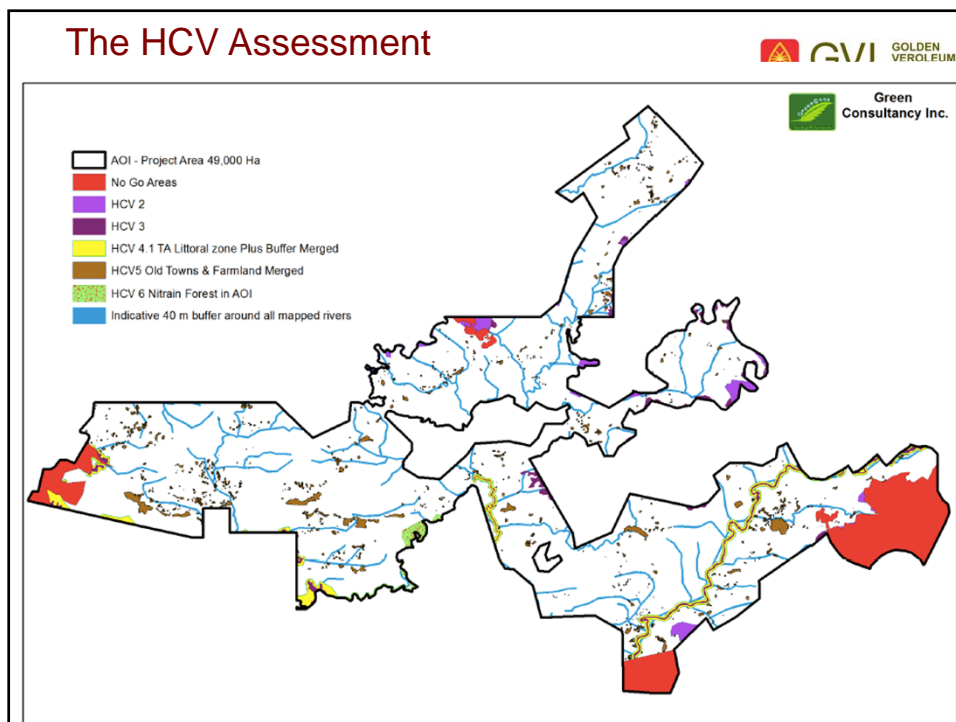 The HCV Assessment
GVL GOLDEN
VEROLEUM
Green
Consultancy Inc.
AOI - Project Area 49,000 Ha
No Go Areas
HCV 2
HCV 3
HCV 4.1 TA Littoral zone Plus Buffer Merged
HCV5 Old Towns & Farmland Merged
HCV 6 Nitrain Forest in AOI
Indicative 40 m buffer around all mapped rivers